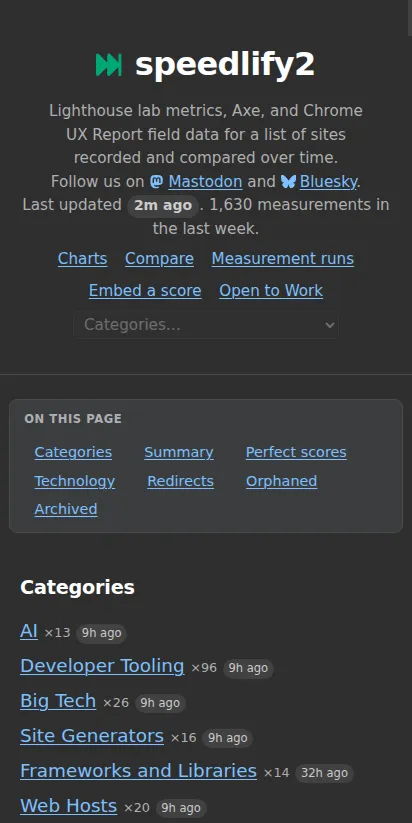 speedlify2
Lighthouse lab metrics, Axe, and Chrome
UX Report field data for a list of sites
recorded and compared over time.
Follow us on Mastodon and Bluesky.
Last updated 2m ago. 1,630 measurements in
the last week.
Charts Compare Measurement runs
Embed a score Open to Work
Categories...
ON THIS PAGE
Categories Summary Perfect scores
Technology Redirects Orphaned
Archived
Categories
AI ×13 9h ago
Developer Tooling ×96 9h ago
Big Tech ×26 9h ago
Site Generators ×16 9h ago
Frameworks and Libraries ×14 32h ago
Web Hosts ×20 9h ago